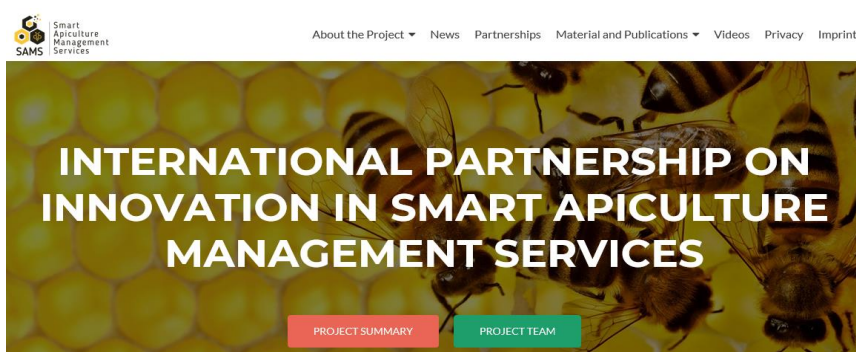 Smart
Apiculture
Management
Services
SAMS
About the Project News Partnerships Material and Publications Videos Privacy Imprint
INTERNATIONAL PARTNERSHIP ON
INNOVATION IN SMART APICULTURE
MANAGEMENT SERVICES
PROJECT SUMMARY PROJECT TEAM